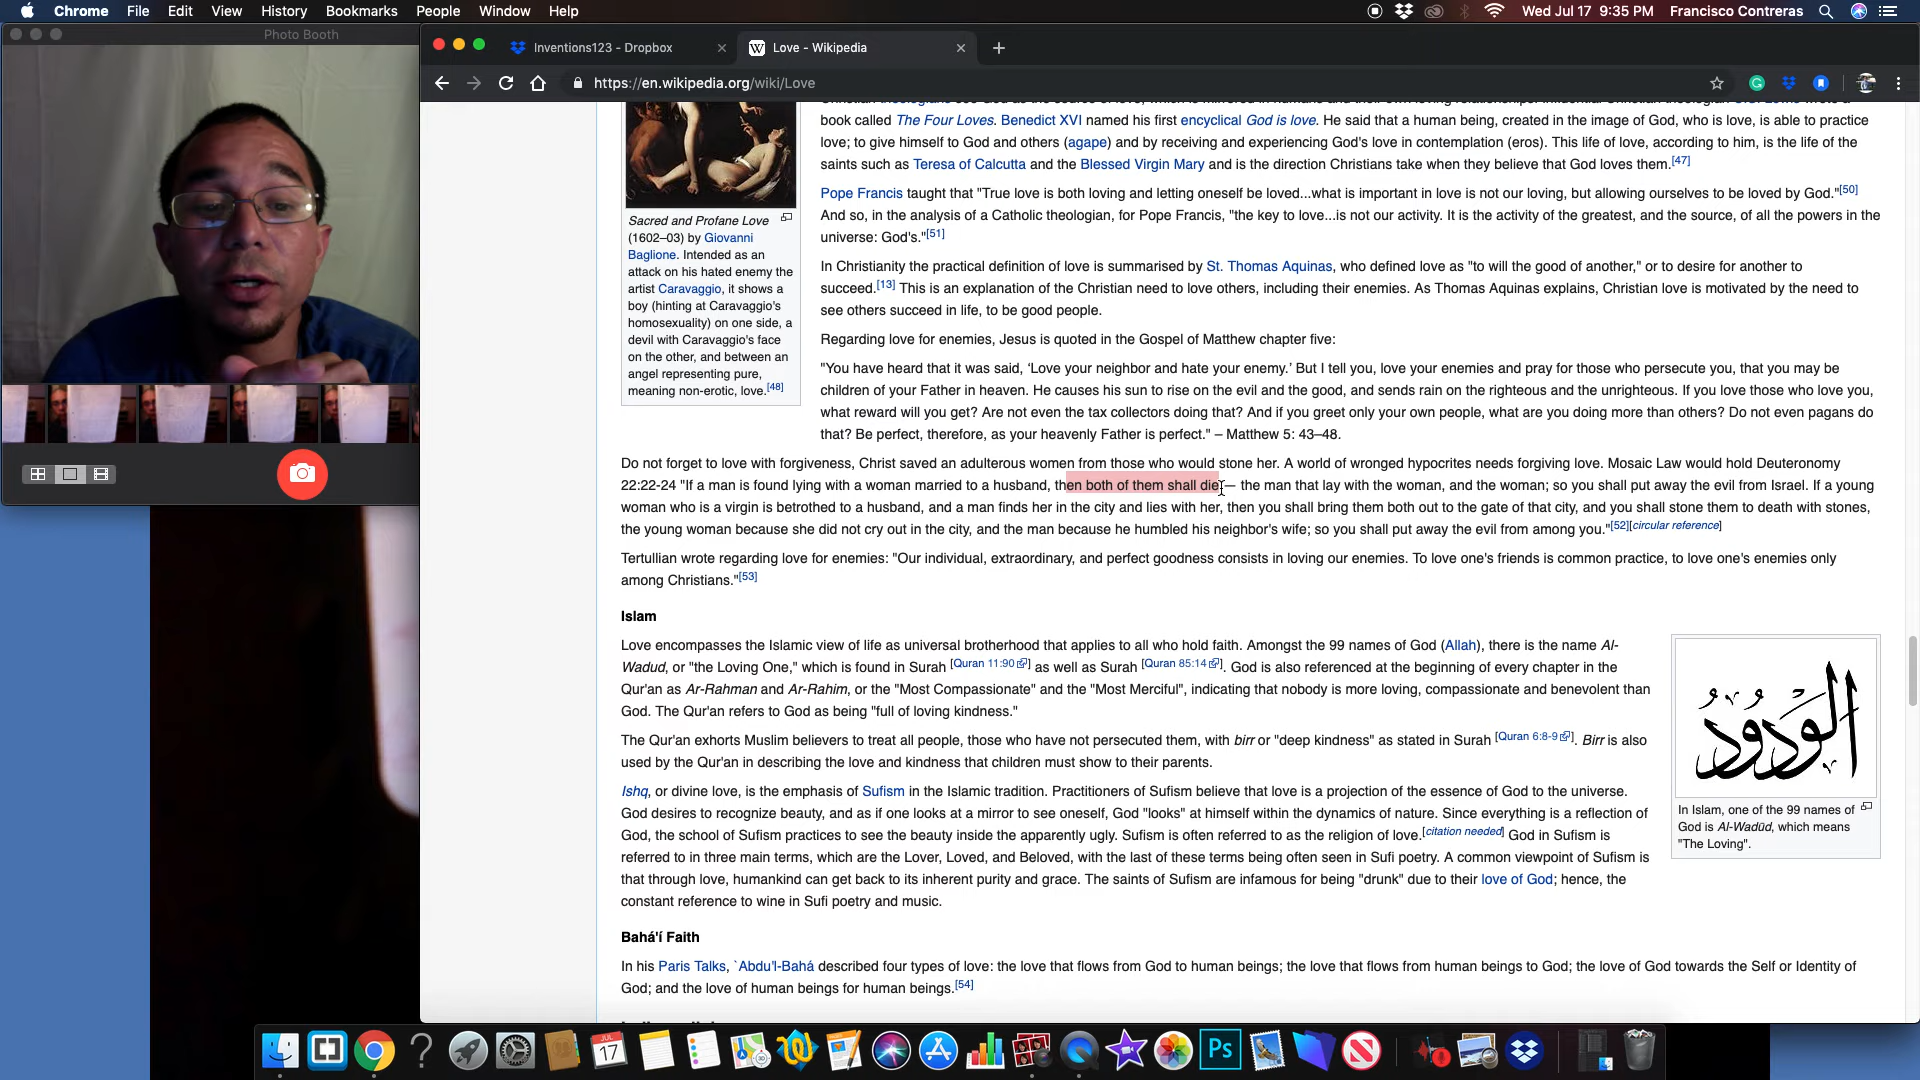 Chrome File Edit View History Bookmarks People Window Help Wed Jul 17 9:35 PM Francisco Contreras
Photo Booth
Inventions123 - Dropbox Love - Wikipedia
https://en.wikipedia.org/wiki/Love
book called The Four Loves. Benedict XVI named his first encyclical God is love. He said that a human being, created in the image of God, who is love, is able to practice
love; to give himself to God and others (agape) and by receiving and experiencing God's love in contemplation (eros). This life of love, according to him, is the life of the
saints such as Teresa of Calcutta and the Blessed Virgin Mary and is the direction Christians take when they believe that God loves them.[47]
Pope Francis taught that "True love is both loving and letting oneself be loved...what is important in love is not our loving, but allowing ourselves to be loved by God."[50]
And so, in the analysis of a Catholic theologian, for Pope Francis, "the key to love...is not our activity. It is the activity of the greatest, and the source, of all the powers in the
universe: God's."[51]
In Christianity the practical definition of love is summarised by St. Thomas Aquinas, who defined love as "to will the good of another," or to desire for another to
succeed.[13] This is an explanation of the Christian need to love others, including their enemies. As Thomas Aquinas explains, Christian love is motivated by the need to
see others succeed in life, to be good people.
Regarding love for enemies, Jesus is quoted in the Gospel of Matthew chapter five:
"You have heard that it was said, ‘Love your neighbor and hate your enemy.’ But I tell you, love your enemies and pray for those who persecute you, that you may be
children of your Father in heaven. He causes his sun to rise on the evil and the good, and sends rain on the righteous and the unrighteous. If you love those who love you,
what reward will you get? Are not even the tax collectors doing that? And if you greet only your own people, what are you doing more than others? Do not even pagans do
that? Be perfect, therefore, as your heavenly Father is perfect." – Matthew 5: 43–48.
Sacred and Profane Love
(1602–03) by Giovanni
Baglione. Intended as an
attack on his hated enemy the
artist Caravaggio, it shows a
boy (hinting at Caravaggio's
homosexuality) on one side, a
devil with Caravaggio's face
on the other, and between an
angel representing pure,
meaning non-erotic, love.[48]
Do not forget to love with forgiveness, Christ saved an adulterous women from those who would stone her. A world of wronged hypocrites needs forgiving love. Mosaic Law would hold Deuteronomy
22:22-24 "If a man is found lying with a woman married to a husband, then both of them shall die — the man that lay with the woman, and the woman; so you shall put away the evil from Israel. If a young
woman who is a virgin is betrothed to a husband, and a man finds her in the city and lies with her, then you shall bring them both out to the gate of that city, and you shall stone them to death with stones,
the young woman because she did not cry out in the city, and the man because he humbled his neighbor's wife; so you shall put away the evil from among you."[52][circular reference]
Tertullian wrote regarding love for enemies: "Our individual, extraordinary, and perfect goodness consists in loving our enemies. To love one's friends is common practice, to love one's enemies only
among Christians."[53]
Islam
Love encompasses the Islamic view of life as universal brotherhood that applies to all who hold faith. Amongst the 99 names of God (Allah), there is the name Al-
Wadud, or "the Loving One," which is found in Surah [Quran 11:90] as well as Surah [Quran 85:14]. God is also referenced at the beginning of every chapter in the
Qur'an as Ar-Rahman and Ar-Rahim, or the "Most Compassionate" and the "Most Merciful", indicating that nobody is more loving, compassionate and benevolent than
God. The Qur'an refers to God as being "full of loving kindness."
The Qur'an exhorts Muslim believers to treat all people, those who have not persecuted them, with birr or "deep kindness" as stated in Surah [Quran 6:8-9]. Birr is also
used by the Qur'an in describing the love and kindness that children must show to their parents.
Ishq, or divine love, is the emphasis of Sufism in the Islamic tradition. Practitioners of Sufism believe that love is a projection of the essence of God to the universe.
God desires to recognize beauty, and as if one looks at a mirror to see oneself, God "looks" at himself within the dynamics of nature. Since everything is a reflection of
God, the school of Sufism practices to see the beauty inside the apparently ugly. Sufism is often referred to as the religion of love.[citation needed] God in Sufism is
referred to in three main terms, which are the Lover, Loved, and Beloved, with the last of these terms being often seen in Sufi poetry. A common viewpoint of Sufism is
that through love, humankind can get back to its inherent purity and grace. The saints of Sufism are infamous for being "drunk" due to their love of God; hence, the
constant reference to wine in Sufi poetry and music.
الودود
In Islam, one of the 99 names of
God is Al-Wadūd, which means
"The Loving".
Bahá'í Faith
In his Paris Talks, `Abdu'l-Bahá described four types of love: the love that flows from God to human beings; the love that flows from human beings to God; the love of God towards the Self or Identity of
God; and the love of human beings for human beings.[54]
JUL
17
Ps